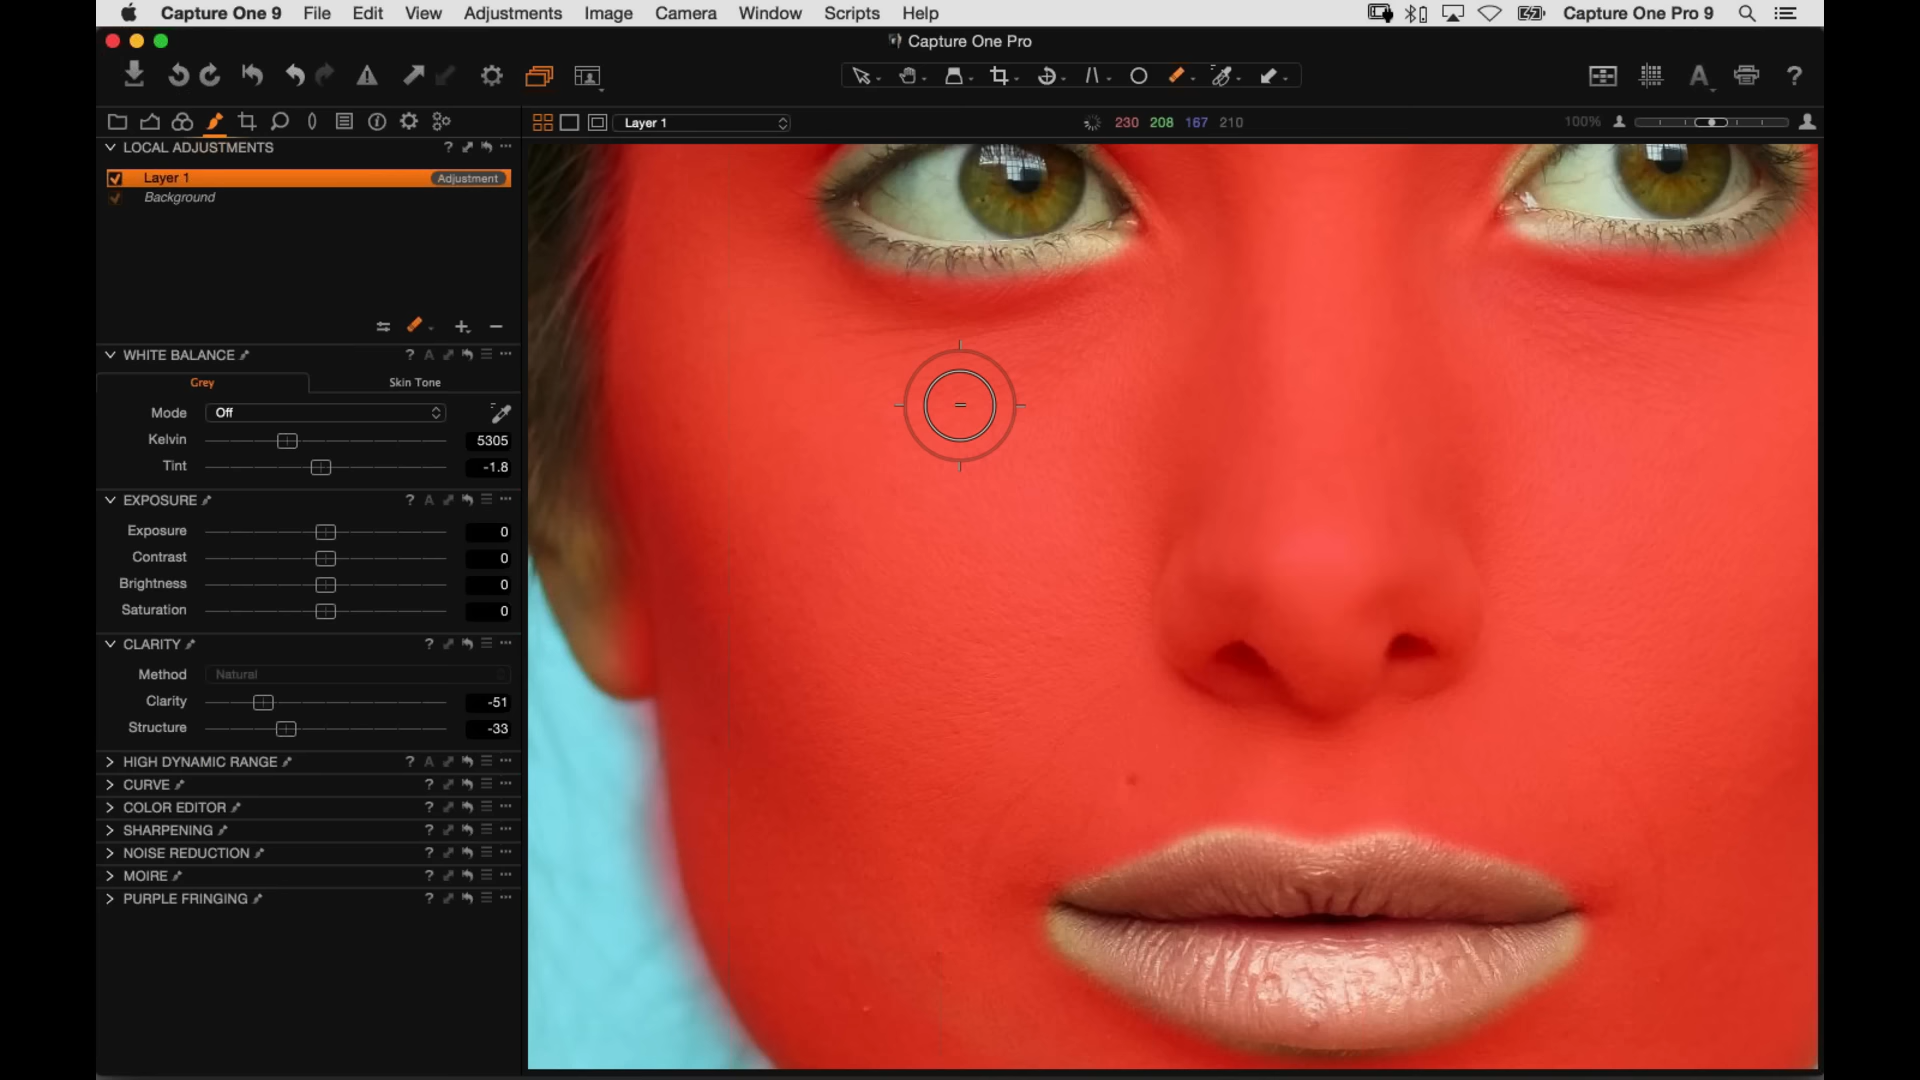 Capture One 9 File Edit View Adjustments Image Camera Window Scripts Help Capture One Pro 9
Capture One Pro
Layer 1 230 208 167 210 100%
LOCAL ADJUSTMENTS ?
Layer 1 Adjustment
Background
WHITE BALANCE ? A
Grey Skin Tone
Mode Off
Kelvin 5305
Tint -1.8
EXPOSURE ? A
Exposure 0
Contrast 0
Brightness 0
Saturation 0
CLARITY ?
Method Natural
Clarity -51
Structure -33
HIGH DYNAMIC RANGE ? A
CURVE ?
COLOR EDITOR ?
SHARPENING ?
NOISE REDUCTION ?
MOIRE ?
PURPLE FRINGING ?